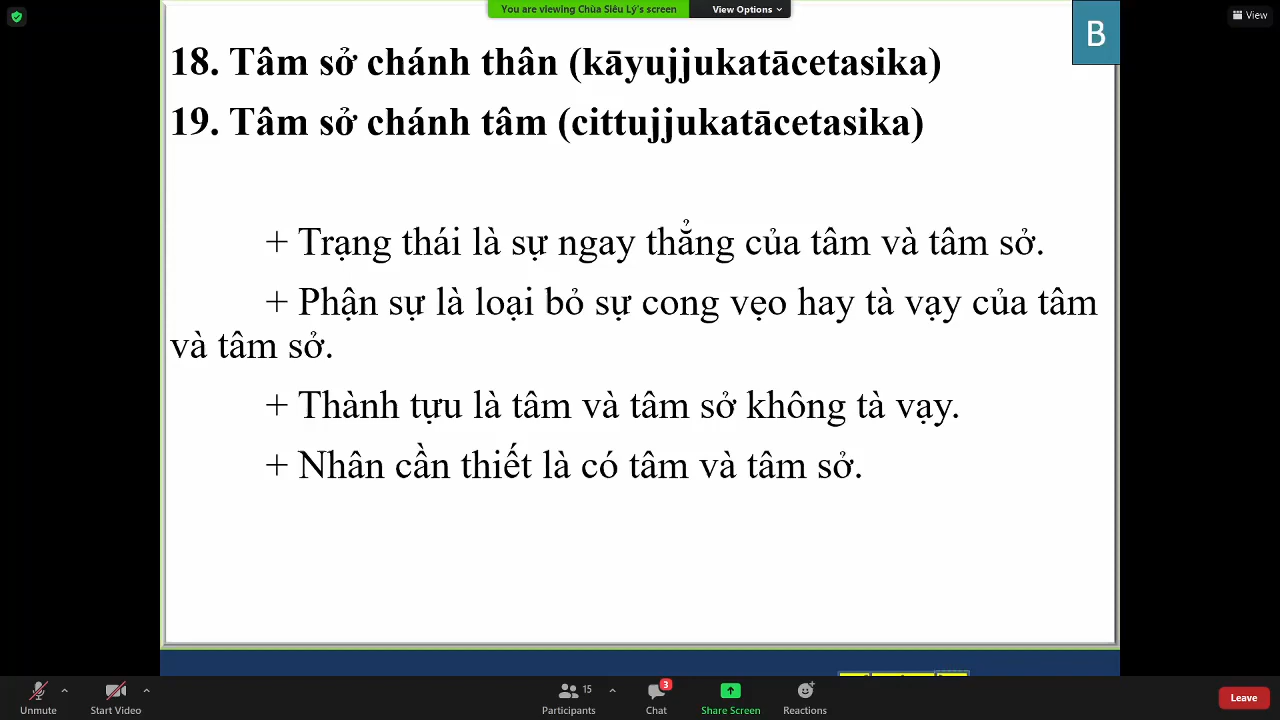 You are viewing Chùa Siêu Lý's screen
View Options
View
B
18. Tâm sở chánh thân (kāyujjukatācetasika)
19. Tâm sở chánh tâm (cittujjukatācetasika)
+ Trạng thái là sự ngay thẳng của tâm và tâm sở.
+ Phận sự là loại bỏ sự cong vẹo hay tà vạy của tâm
và tâm sở.
+ Thành tựu là tâm và tâm sở không tà vạy.
+ Nhân cần thiết là có tâm và tâm sở.
15
3
Unmute
Start Video
Participants
Chat
Share Screen
Reactions
Leave